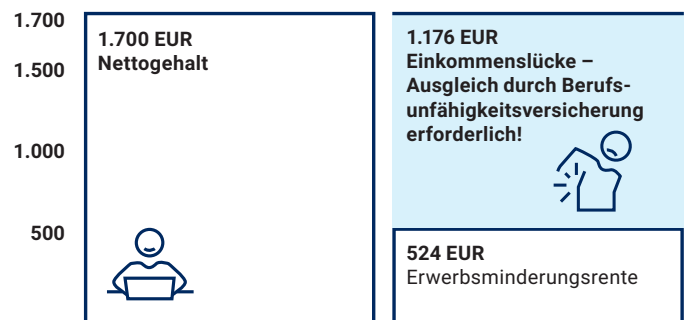 1.700
1.500
1.000
500
1.700 EUR
Nettogehalt
1.176 EUR
Einkommenslücke –
Ausgleich durch Berufs-
unfähigkeitsversicherung
erforderlich!
524 EUR
Erwerbsminderungsrente